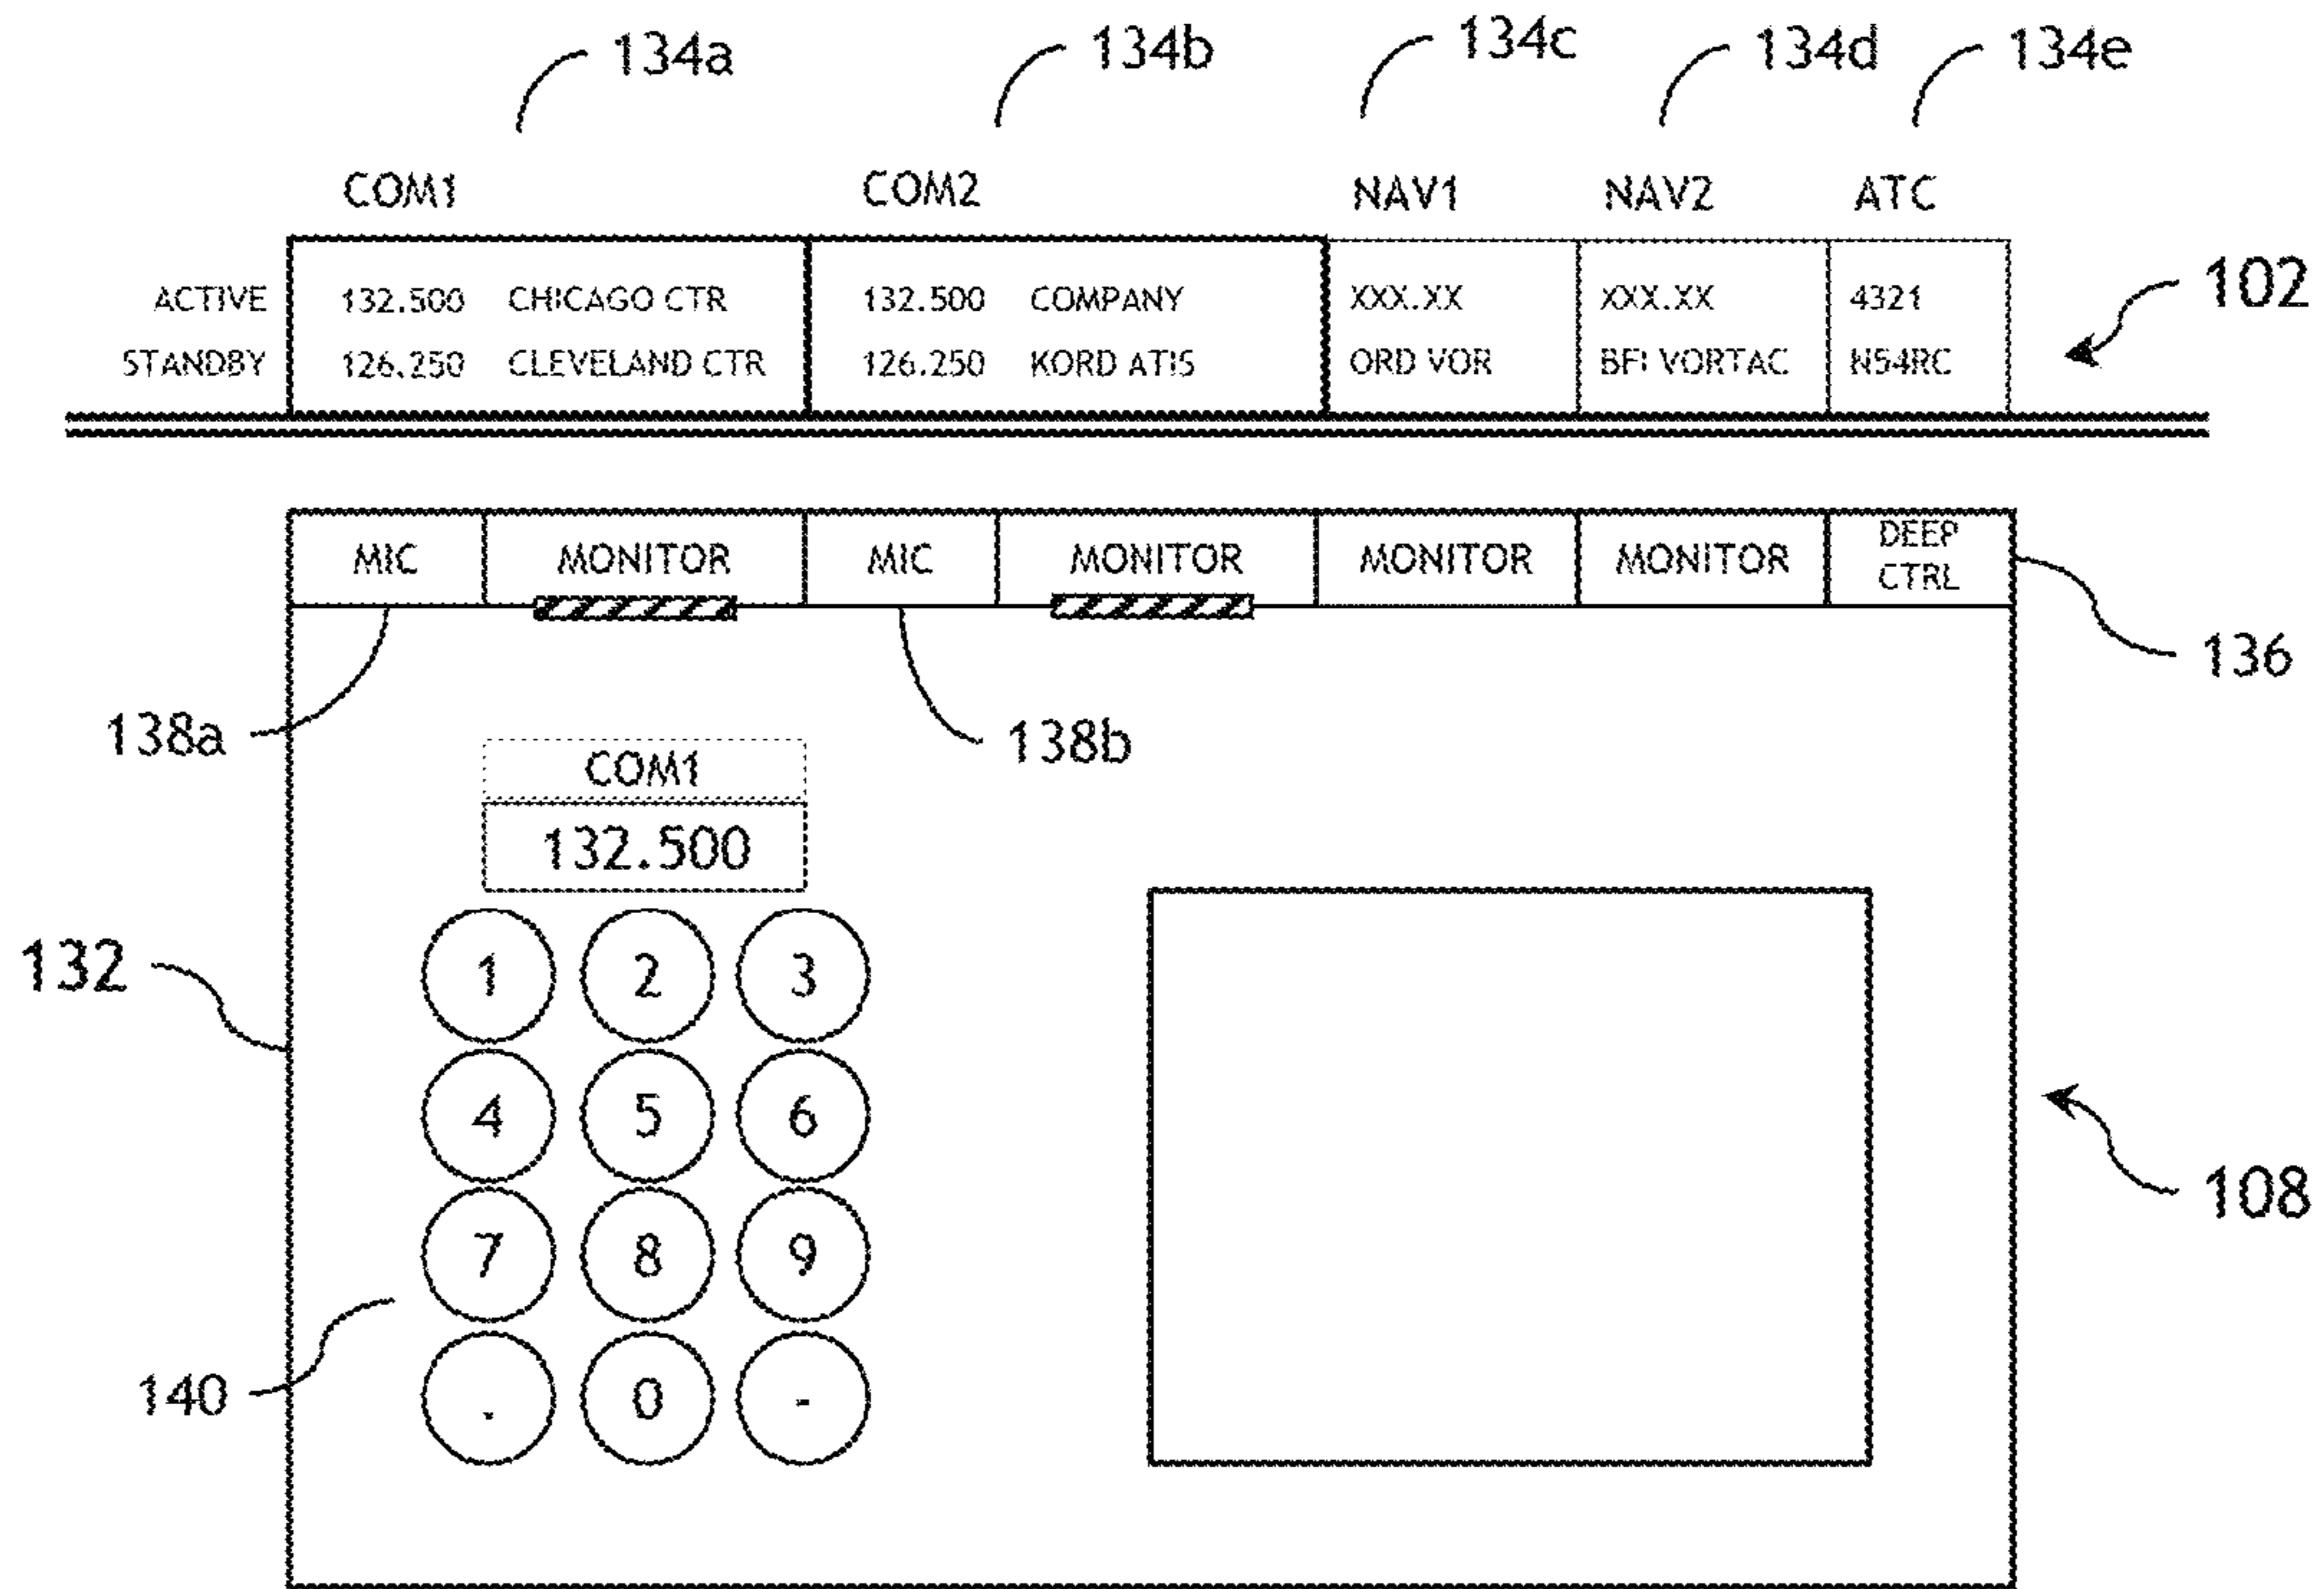 134a 134b 134c 134d 134e
COM1 COM2 NAV1 NAV2 ATC
ACTIVE 132.500 CHICAGO CTR 132.500 COMPANY XXX.XX XXX.XX 4321
102
STANDBY 126.250 CLEVELAND CTR 126.250 KORD ATIS ORD VOR BFI VORTAC N54RC
MIC MONITOR MIC MONITOR MONITOR MONITOR DEEP
CTRL
136
138a 138b
COM1
132.500
132
1 2 3
4 5 6
108
7 8 9
140
. 0 -